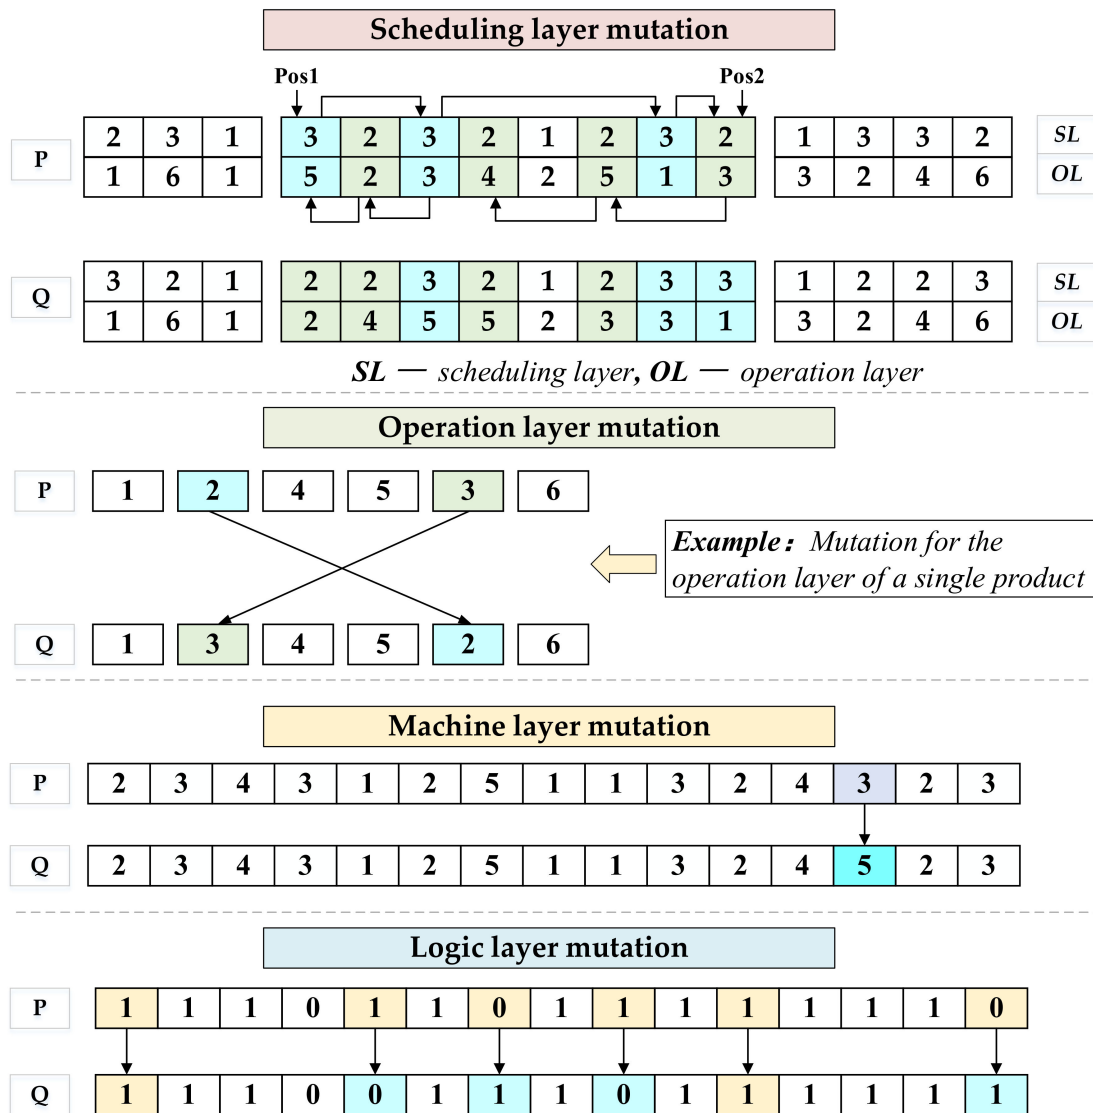 Scheduling layer mutation
Pos1 Pos2
P 2 3 1 3 2 3 2 1 2 3 2 1 3 3 2 SL
1 6 1 5 2 3 4 2 5 1 3 3 2 4 6 OL
Q 3 2 1 2 2 3 2 1 2 3 3 1 2 2 3 SL
1 6 1 2 4 5 5 2 3 3 1 3 2 4 6 OL
SL — scheduling layer, OL — operation layer
Operation layer mutation
P 1 2 4 5 3 6
Example： Mutation for the
operation layer of a single product
Q 1 3 4 5 2 6
Machine layer mutation
P 2 3 4 3 1 2 5 1 1 3 2 4 3 2 3
Q 2 3 4 3 1 2 5 1 1 3 2 4 5 2 3
Logic layer mutation
P 1 1 1 0 1 1 0 1 1 1 1 1 1 1 0
Q 1 1 1 0 0 1 1 1 0 1 1 1 1 1 1